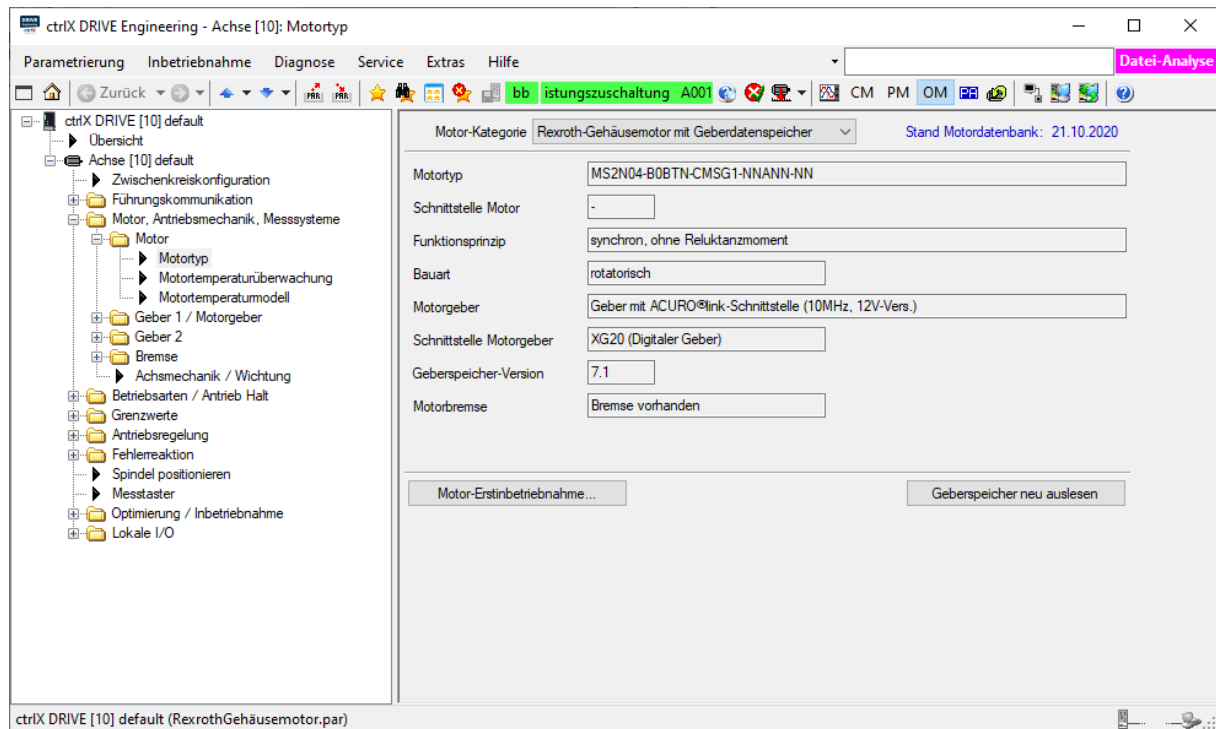 ctrlX DRIVE Engineering - Achse [10]: Motortyp
Parametrierung Inbetriebnahme Diagnose Service Extras Hilfe Datei-Analyse
Zurück PAR PAR bb istungszuschaltung A001 CM PM OM
ctrlX DRIVE [10] default
Übersicht
Achse [10] default
Zwischenkreiskonfiguration
Führungskommunikation
Motor, Antriebsmechanik, Messsysteme
Motor
Motortyp
Motortemperaturüberwachung
Motortemperaturmodell
Geber 1 / Motorgeber
Geber 2
Bremse
Achsmechanik / Wichtung
Betriebsarten / Antrieb Halt
Grenzwerte
Antriebsregelung
Fehlerreaktion
Spindel positionieren
Messtaster
Optimierung / Inbetriebnahme
Lokale I/O
Motor-Kategorie Rexroth-Gehäusemotor mit Geberdatenspeicher Stand Motordatenbank: 21.10.2020
Motortyp MS2N04-B0BTN-CMSG1-NNANN-NN
Schnittstelle Motor -
Funktionsprinzip synchron, ohne Reluktanzmoment
Bauart rotatorisch
Motorgeber Geber mit ACURO®link-Schnittstelle (10MHz, 12V-Vers.)
Schnittstelle Motorgeber XG20 (Digitaler Geber)
Geberspeicher-Version 7.1
Motorbremse Bremse vorhanden
Motor-Erstinbetriebnahme... Geberspeicher neu auslesen
ctrlX DRIVE [10] default (RexrothGehäusemotor.par)